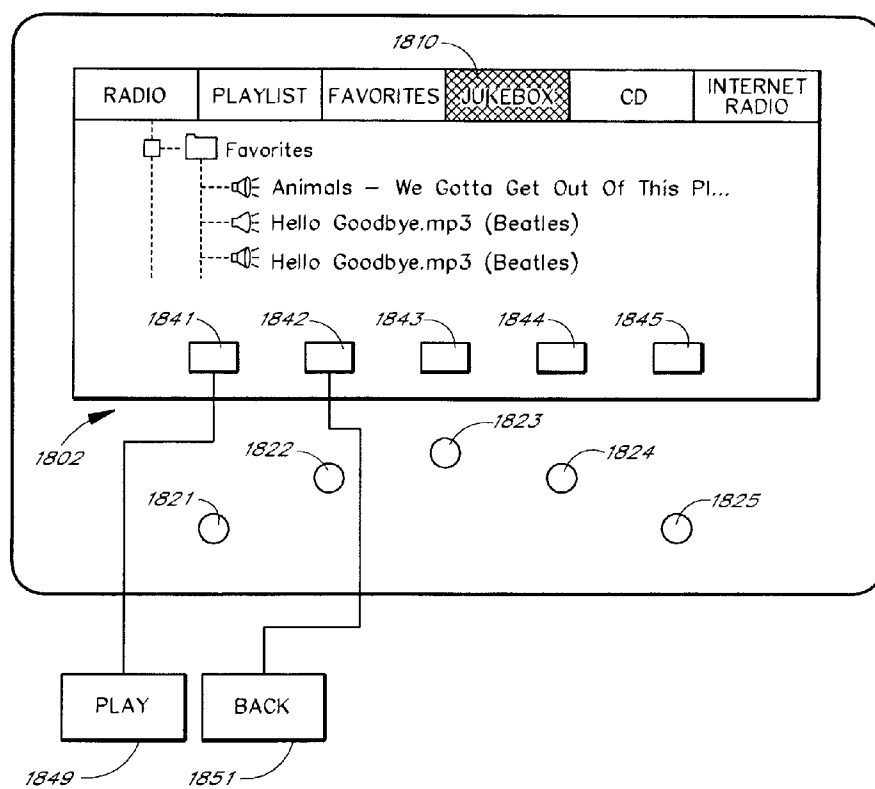 1810
RADIO PLAYLIST FAVORITES JUKEBOX CD INTERNET RADIO
Favorites
Animals – We Gotta Get Out Of This Pl...
Hello Goodbye.mp3 (Beatles)
Hello Goodbye.mp3 (Beatles)
1841 1842 1843 1844 1845
1802
1823
1822 1824
1821 1825
PLAY BACK
1849 1851